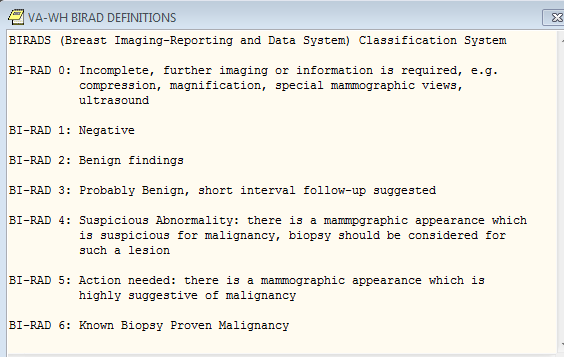 VA-WH BIRAD DEFINITIONS
BIRADS (Breast Imaging-Reporting and Data System) Classification System
BI-RAD 0: Incomplete, further imaging or information is required, e.g.
compression, magnification, special mammographic views,
ultrasound
BI-RAD 1: Negative
BI-RAD 2: Benign findings
BI-RAD 3: Probably Benign, short interval follow-up suggested
BI-RAD 4: Suspicious Abnormality: there is a mammpgraphic appearance which
is suspicious for malignancy, biopsy should be considered for
such a lesion
BI-RAD 5: Action needed: there is a mammographic appearance which is
highly suggestive of malignancy
BI-RAD 6: Known Biopsy Proven Malignancy